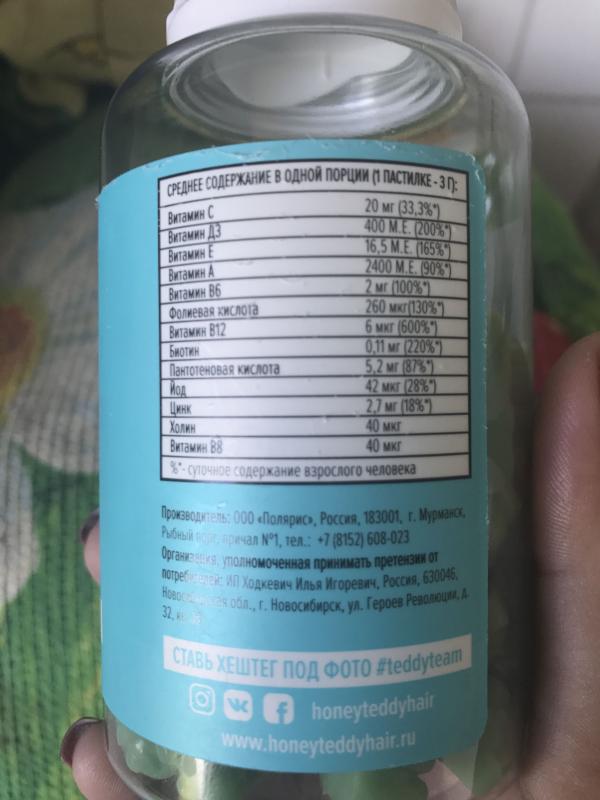 СРЕДНЕЕ СОДЕРЖАНИЕ В ОДНОЙ ПОРЦИИ (1 ПАСТИЛКЕ - 3 Г):
Витамин С 20 мг (33,3%*)
Витамин Д3 400 М.Е. (200%*)
Витамин Е 16,5 М.Е. (165%*)
Витамин А 2400 М.Е. (90%*)
Витамин В6 2 мг (100%*)
Фолиевая кислота 260 мкг(130%*)
Витамин В12 6 мкг (600%*)
Биотин 0,11 мг (220%*)
Пантотеновая кислота 5,2 мг (87%*)
Йод 42 мкг (28%*)
Цинк 2,7 мг (18%*)
Холин 40 мкг
Витамин В8 40 мкг
%*- суточное содержание взрослого человека
Производитель: ООО «Полярис», Россия, 183001, г. Мурманск,
Рыбный порт, причал №1, тел.: +7 (8152) 608-023
Организация, уполномоченная принимать претензии от
потребителей: ИП Ходкевич Илья Игоревич, Россия, 630046,
Новосибирская обл., г. Новосибирск, ул. Героев Революции, д.
32,
СТАВЬ ХЕШТЕГ ПОД ФОТО #teddyteam
honeyteddyhair
www.honeyteddyhair.ru